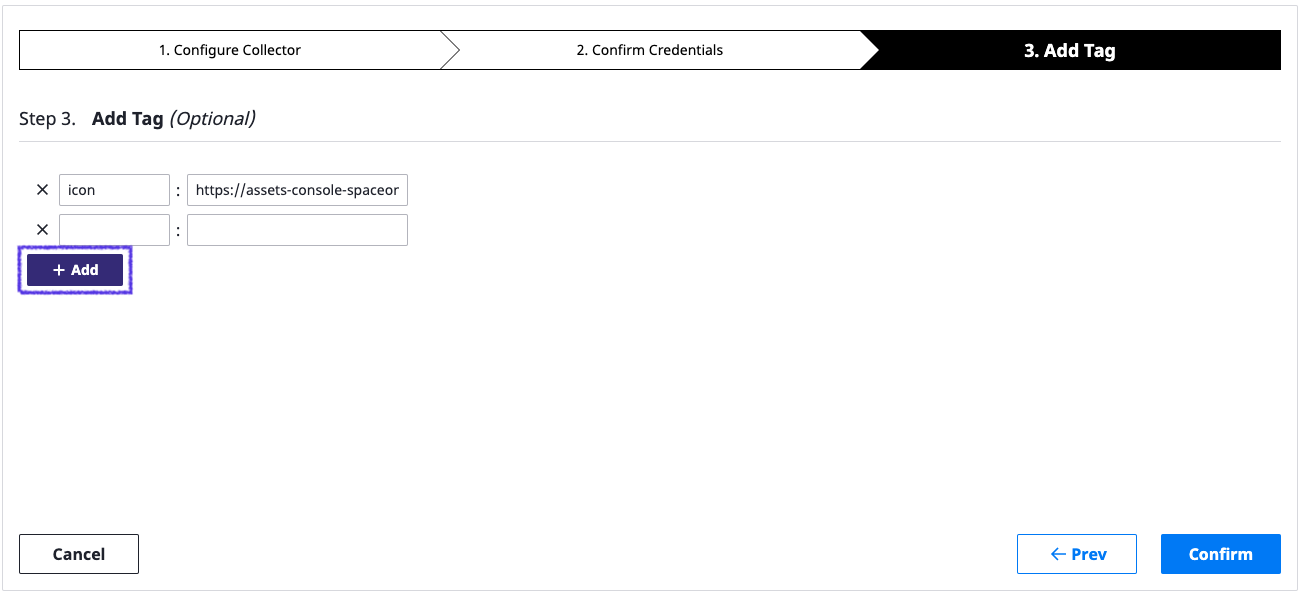 1. Configure Collector
2. Confirm Credentials
3. Add Tag
Step 3. Add Tag (Optional)
× icon : https://assets-console-spaceor
× :
+ Add
Cancel
← Prev
Confirm